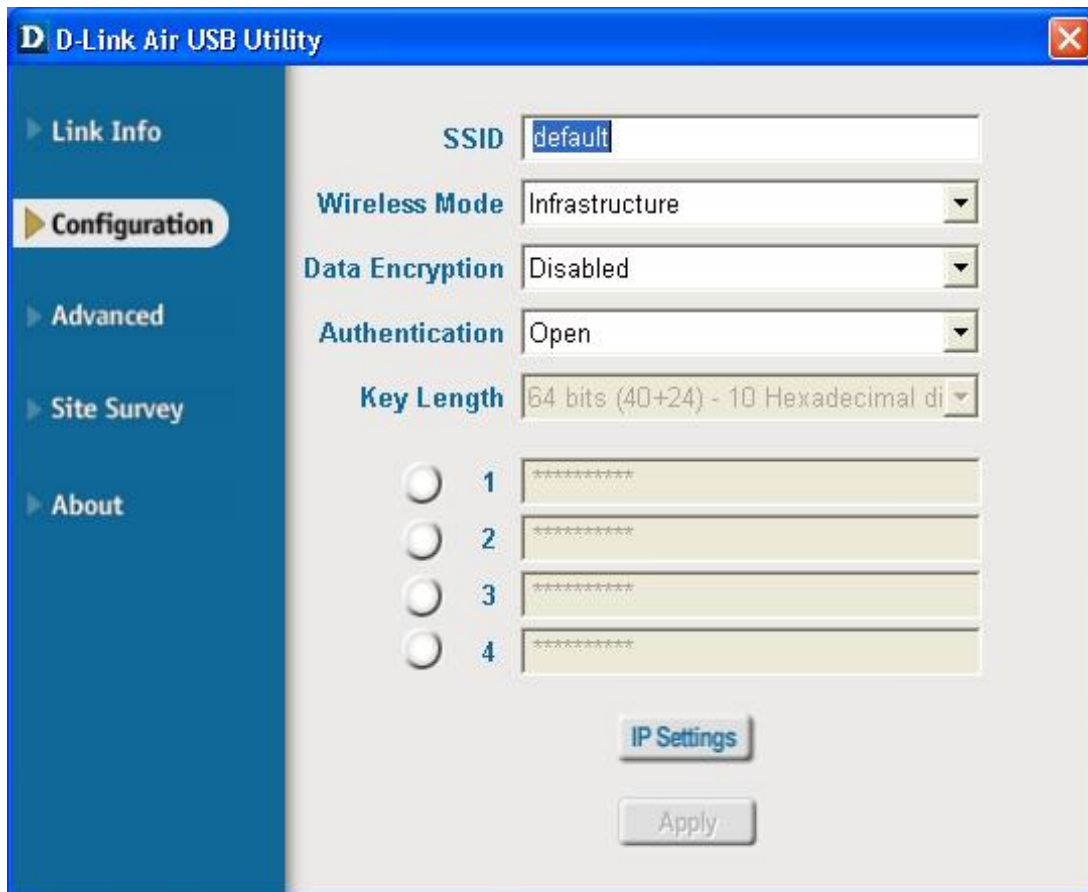 D D-Link Air USB Utility
Link Info
Configuration
Advanced
Site Survey
About
SSID default
Wireless Mode Infrastructure
Data Encryption Disabled
Authentication Open
Key Length 64 bits (40+24) - 10 Hexadecimal di
1 **********
2 **********
3 **********
4 **********
IP Settings
Apply